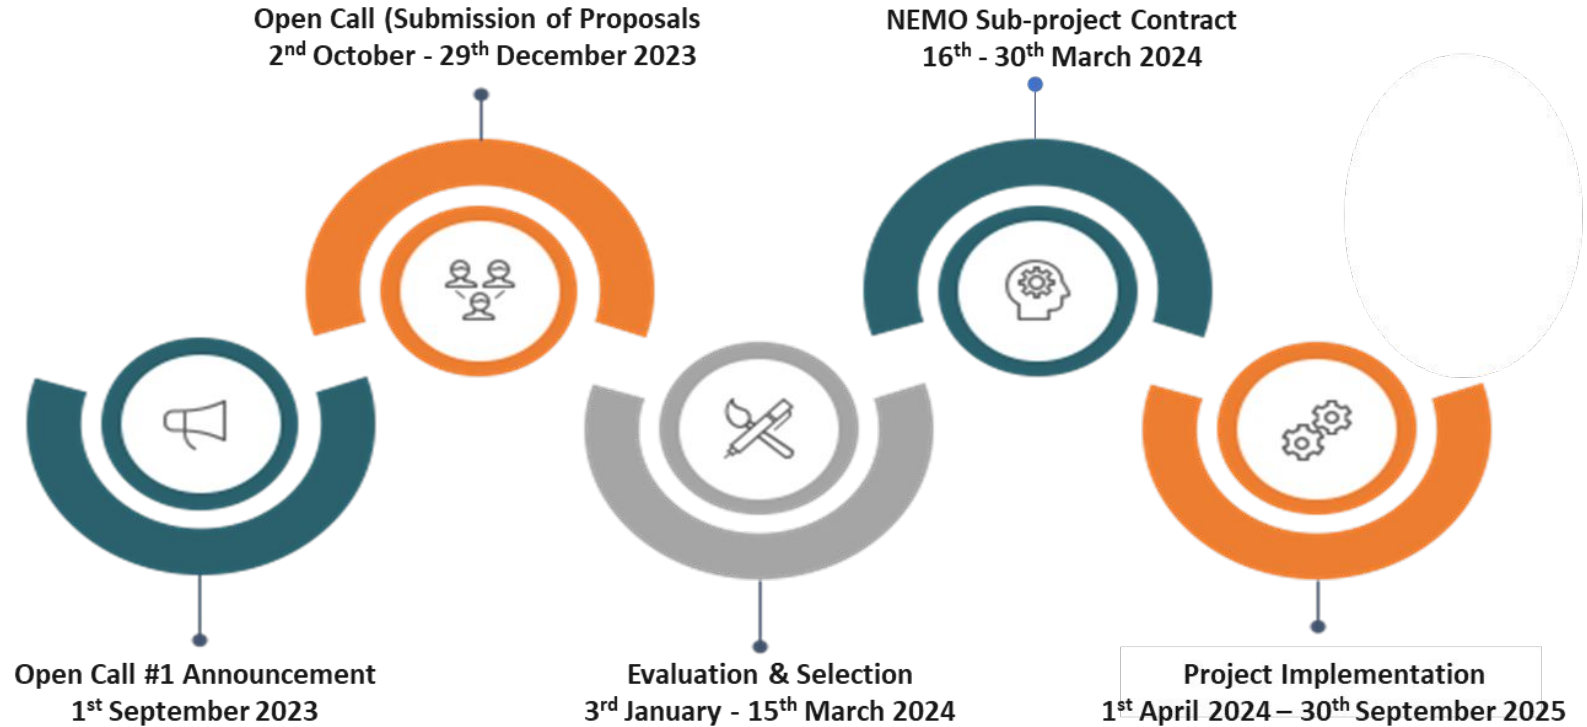 Open Call (Submission of Proposals
2nd October - 29th December 2023
NEMO Sub-project Contract
16th - 30th March 2024
Open Call #1 Announcement
1st September 2023
Evaluation & Selection
3rd January - 15th March 2024
Project Implementation
1st April 2024 – 30th September 2025